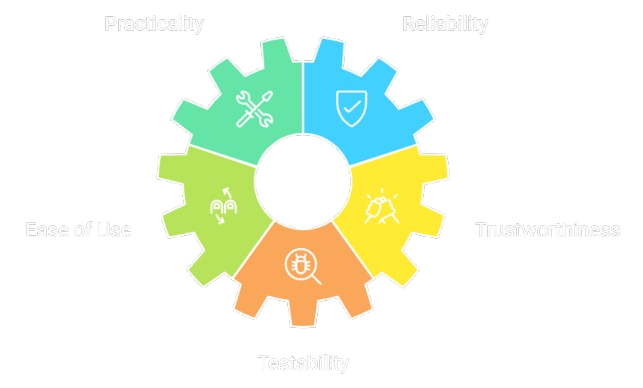 Practicality
Reliability
Ease of Use
Trustworthiness
Testability